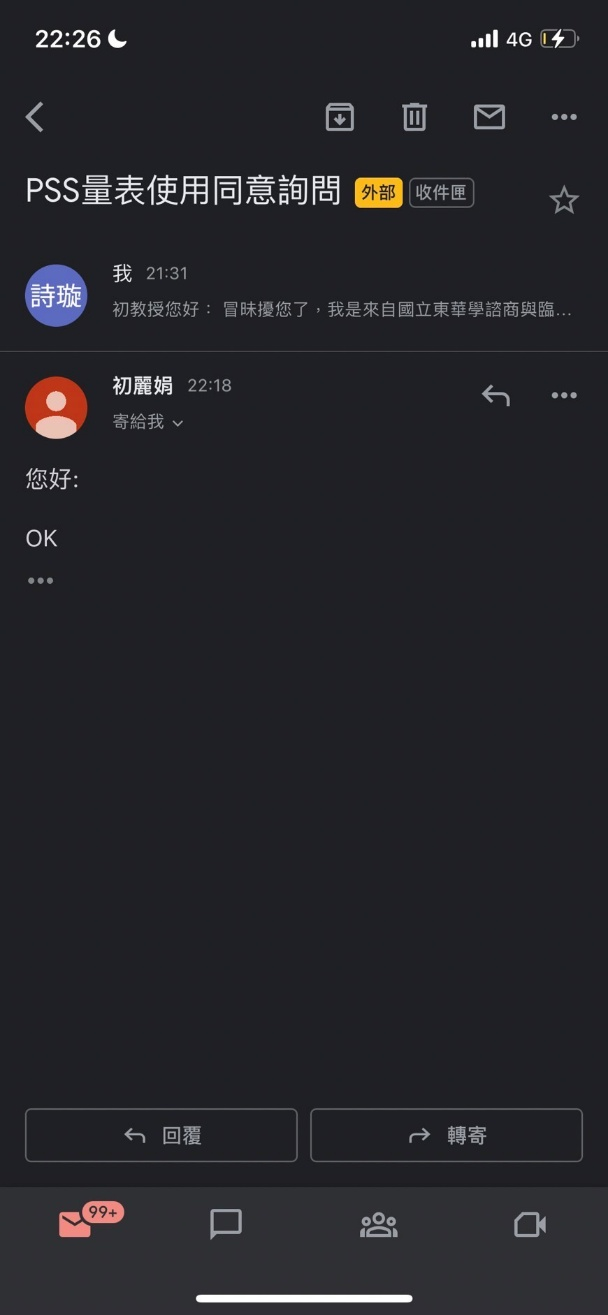 22:26
4G
PSS量表使用同意詢問 外部 收件匣
詩璇
我 21:31
初教授您好： 冒昧擾您了，我是來自國立東華學諮商與臨...
初麗娟 22:18
寄給我
您好:
OK
回覆
轉寄
99+